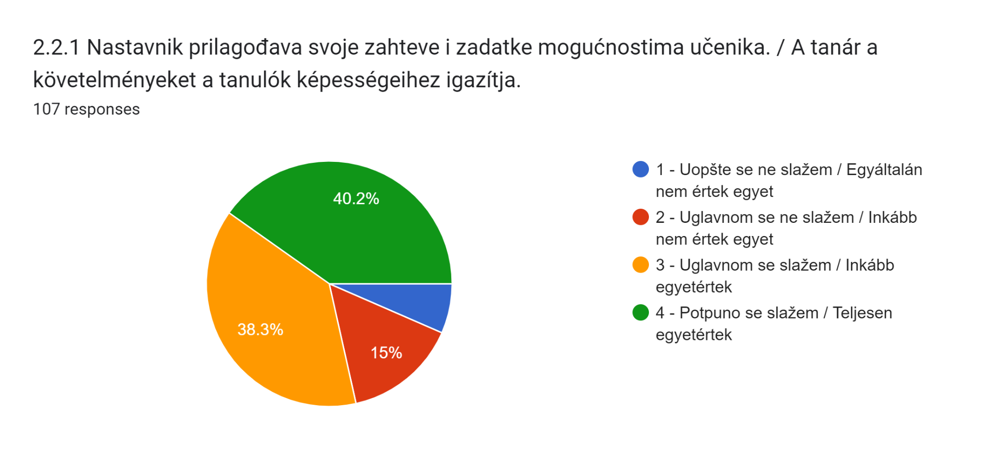 2.2.1 Nastavnik prilagođava svoje zahteve i zadatke mogućnostima učenika. / A tanár a
követelményeket a tanulók képességeihez igazítja.
107 responses
40.2%
38.3%
15%
1 - Uopšte se ne slažem / Egyáltalán
nem értek egyet
2 - Uglavnom se ne slažem / Inkább
nem értek egyet
3 - Uglavnom se slažem / Inkább
egyetértek
4 - Potpuno se slažem / Teljesen
egyetértek